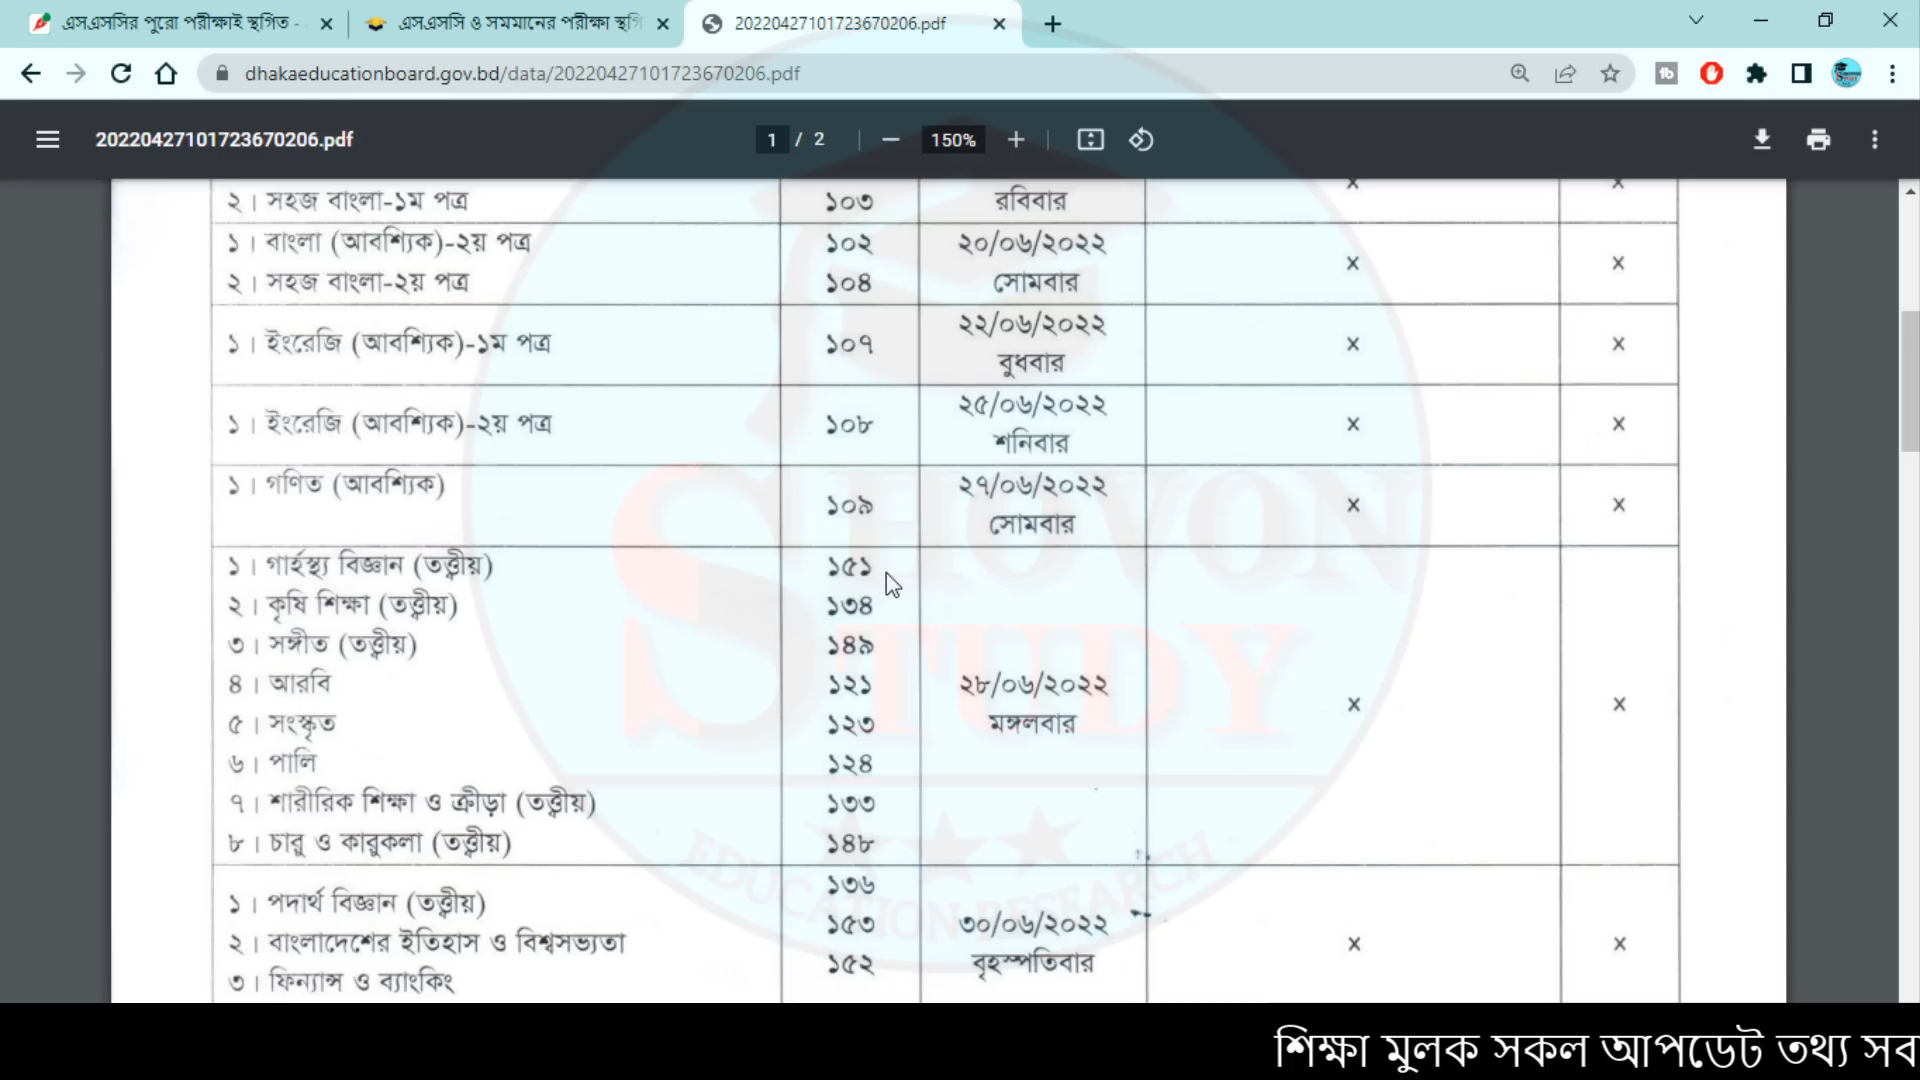 এসএসসির পুরো পরীক্ষাই স্থগিত -
এসএসসি ও সমমানের পরীক্ষা স্থগি
20220427101723670206.pdf
dhakaeducationboard.gov.bd/data/20220427101723670206.pdf
20220427101723670206.pdf
1 / 2
150%
২। সহজ বাংলা-১ম পত্র ১০৩ রবিবার x x
১। বাংলা (আবশ্যিক)-২য় পত্র ১০২ ২০/০৬/২০২২
২। সহজ বাংলা-২য় পত্র ১০৪ সোমবার x x
১। ইংরেজি (আবশ্যিক)-১ম পত্র ১০৭ ২২/০৬/২০২২ x x
বুধবার
১। ইংরেজি (আবশ্যিক)-২য় পত্র ১০৮ ২৫/০৬/২০২২ x x
শনিবার
১। গণিত (আবশ্যিক) ১০৯ ২৭/০৬/২০২২ x x
সোমবার
১। গার্হস্থ্য বিজ্ঞান (তত্ত্বীয়) ১৫১
২। কৃষি শিক্ষা (তত্ত্বীয়) ১৩৪
৩। সঙ্গীত (তত্ত্বীয়) ১৪৯
৪। আরবি ১২১ ২৮/০৬/২০২২ x x
৫। সংস্কৃত ১২৩ মঙ্গলবার
৬। পালি ১২৪
৭। শারীরিক শিক্ষা ও ক্রীড়া (তত্ত্বীয়) ১৩৩
৮। চারু ও কারুকলা (তত্ত্বীয়) ১৪৮
১। পদার্থ বিজ্ঞান (তত্ত্বীয়) ১৩৬
২। বাংলাদেশের ইতিহাস ও বিশ্বসভ্যতা ১৫৩ ৩০/০৬/২০২২ x x
৩। ফিন্যান্স ও ব্যাংকিং ১৫২ বৃহস্পতিবার
SHOVON
STUDY
EDUCATION RESEARCH
শিক্ষা মুলক সকল আপডেট তথ্য সব